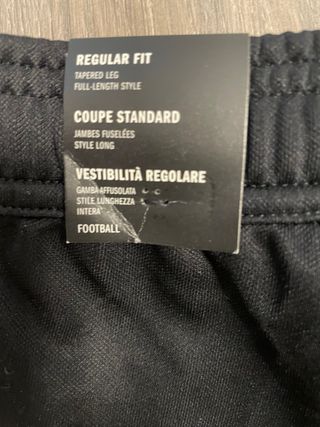 REGULAR FIT
TAPERED LEG
FULL-LENGTH STYLE
COUPE STANDARD
JAMBES FUSELÉES
STYLE LONG
VESTIBILITÀ REGOLARE
GAMBA AFFUSOLATA
STILE LUNGHEZZA
INTERA
FOOTBALL